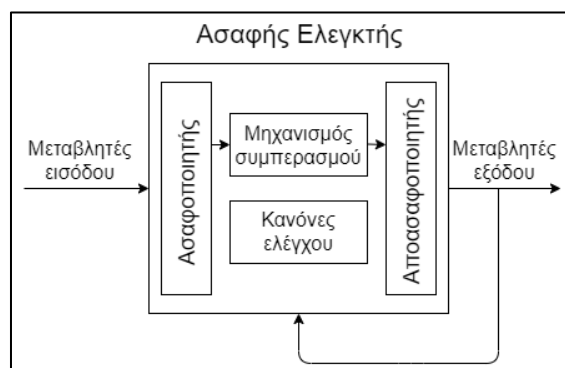 Ασαφής Ελεγκτής
Μεταβλητές
εισόδου
Ασαφοποιητής
Μηχανισμός
συμπερασμού
Κανόνες
ελέγχου
Αποασαφοποιητής
Μεταβλητές
εξόδου